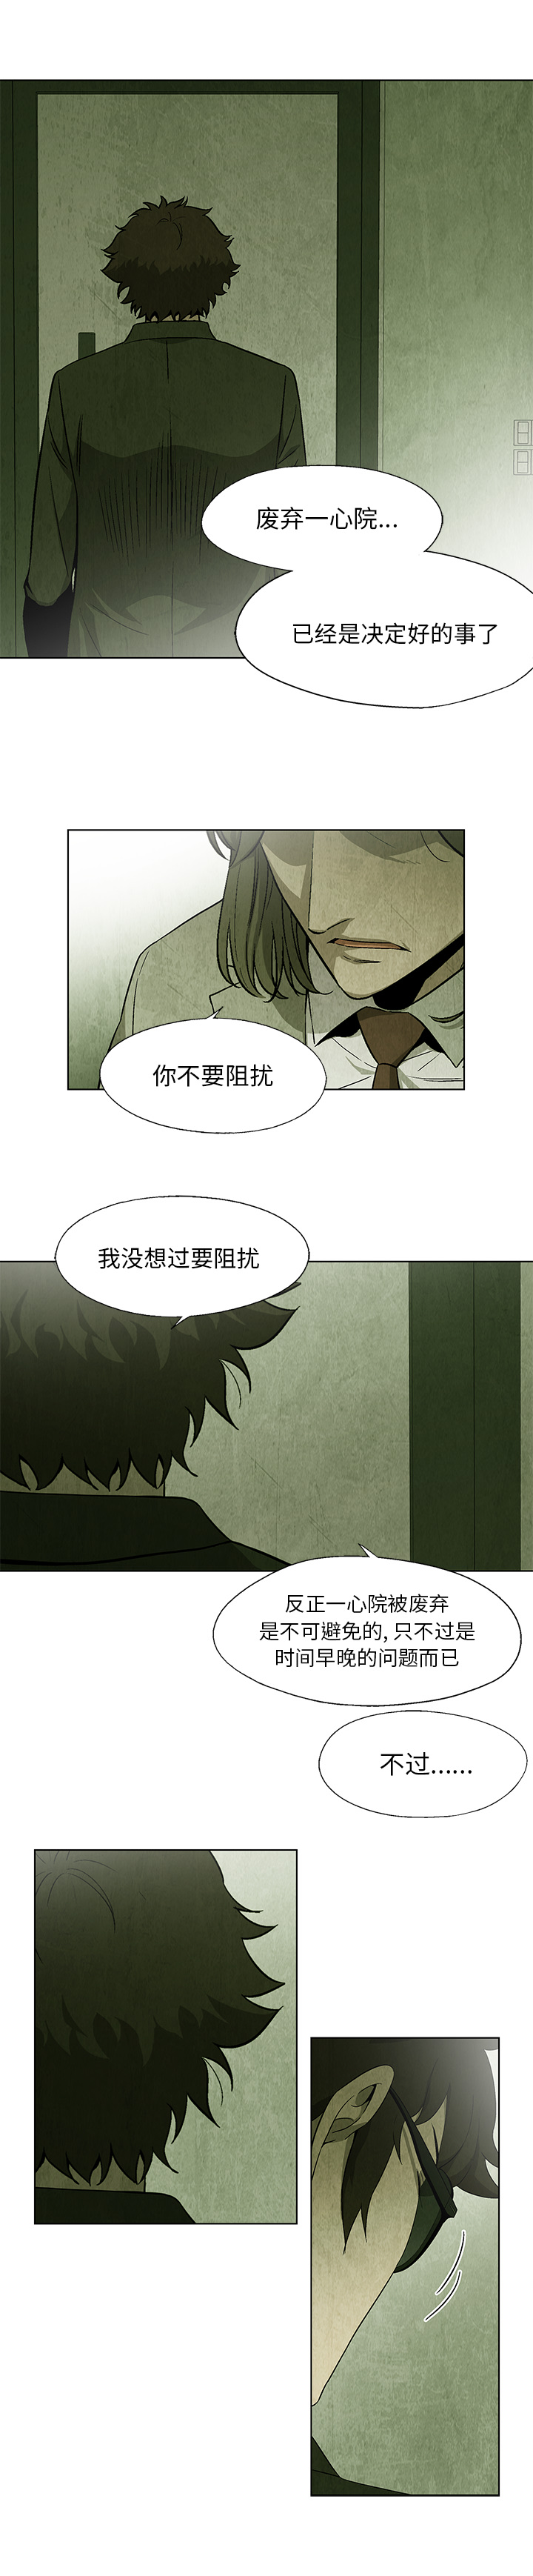 废弃一心院...
已经是决定好的事了
你不要阻扰
我没想过要阻扰
反正一心院被废弃
是不可避免的, 只不过是
时间早晚的问题而已
不过......